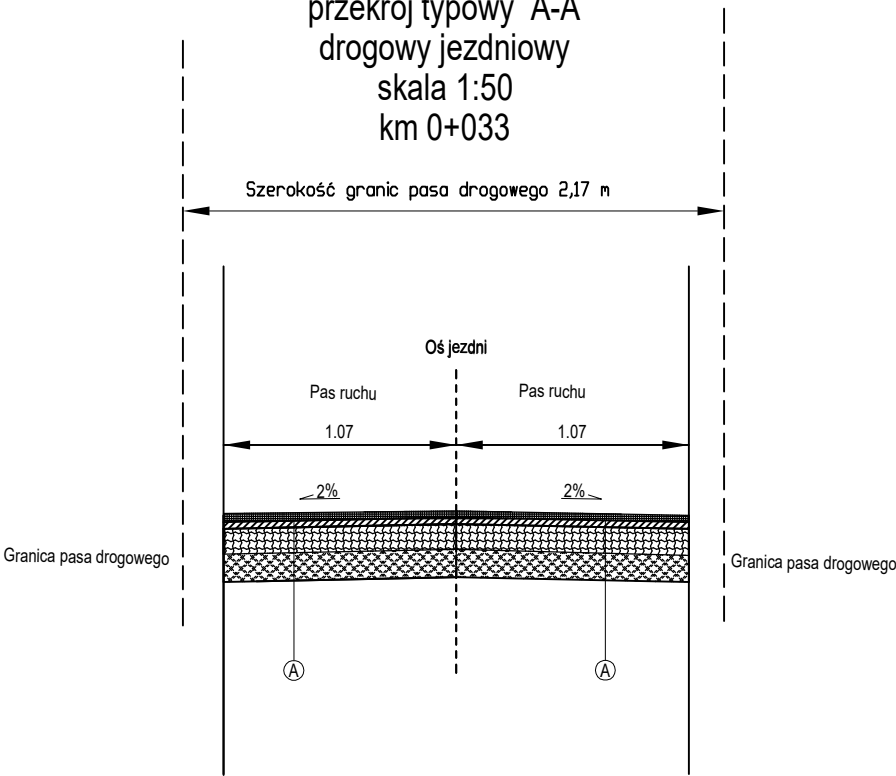 przekrój typowy A-A
drogowy jezdniowy
skala 1:50
km 0+033
Szerokość granic pasa drogowego 2,17 m
Oś jezdni
Pas ruchu
Pas ruchu
1.07
1.07
2%
2%
Granica pasa drogowego
Granica pasa drogowego
A
A